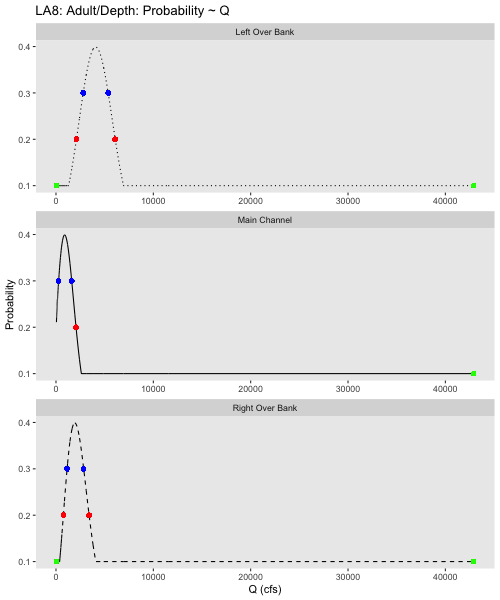 LA8: Adult/Depth: Probability ~ Q
Left Over Bank
0.4
0.3
0.2
0.1
0 10000 20000 30000 40000
Main Channel
0.4
0.3
0.2
0.1
0 10000 20000 30000 40000
Probability
Right Over Bank
0.4
0.3
0.2
0.1
0 10000 20000 30000 40000
Q (cfs)